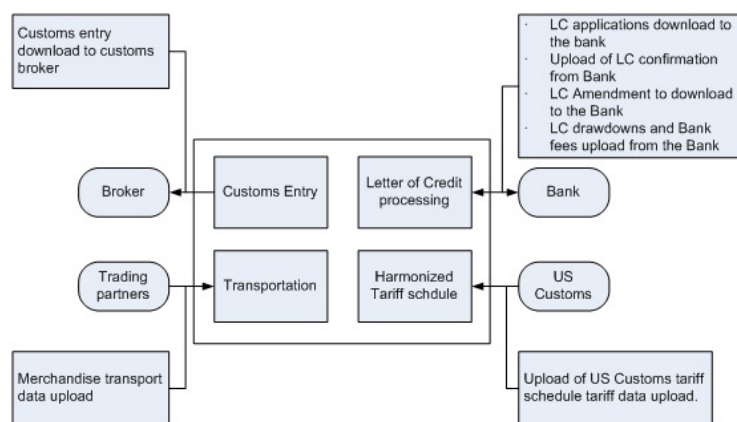 Customs entry
download to customs
broker
· LC applications download to
the bank
· Upload of LC confirmation
from Bank
· LC Amendment to download
to the Bank
· LC drawdowns and Bank
fees upload from the Bank
Broker
Customs Entry
Letter of Credit
processing
Bank
Trading
partners
Transportation
Harmonized
Tariff schdule
US
Customs
Merchandise transport
data upload
Upload of US Customs tariff
schedule tariff data upload.